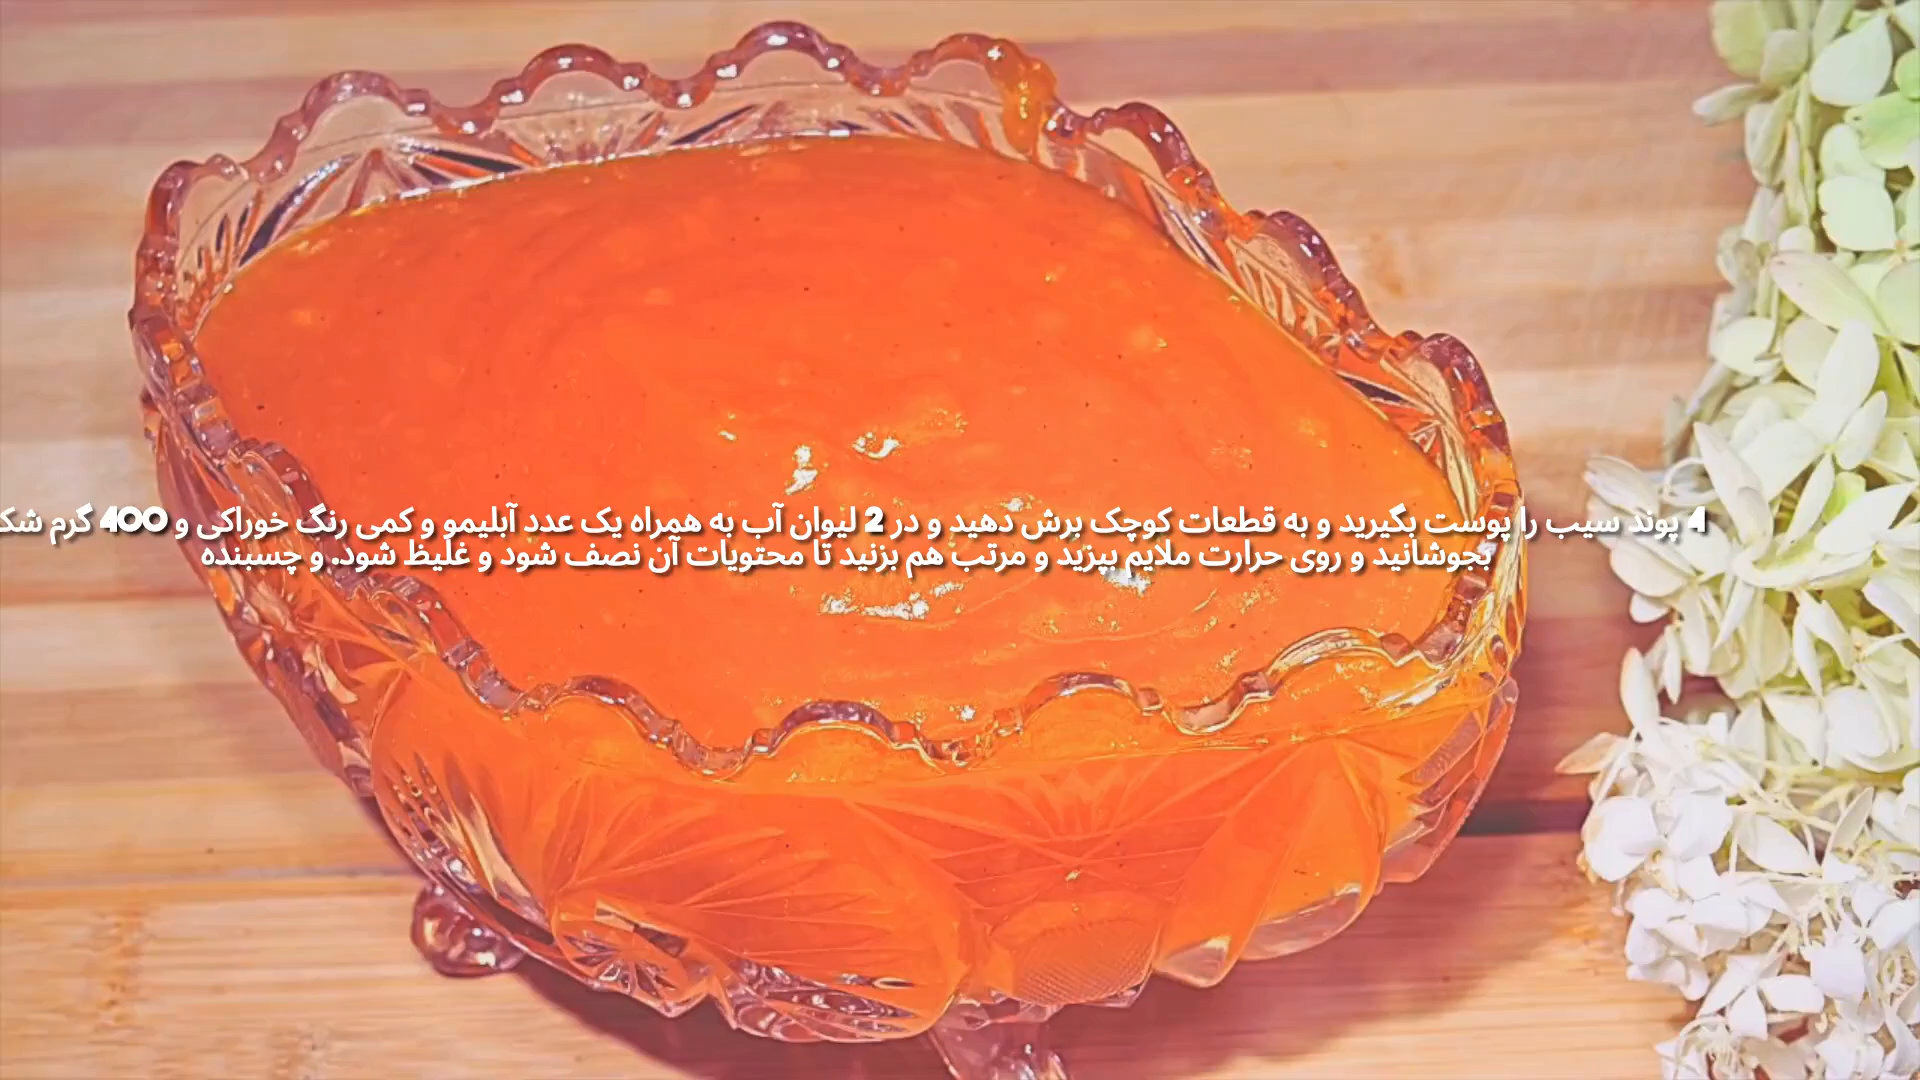 4 پوند سیب را پوست بگیرید و به قطعات کوچک برش دهید و در 2 لیوان آب به همراه یک عدد آبلیمو و کمی رنگ خوراکی و 400 گرم شک
بجوشانید و روی حرارت ملایم بپزید و مرتب هم بزنید تا محتویات آن نصف شود و غلیظ شود. و چسبنده